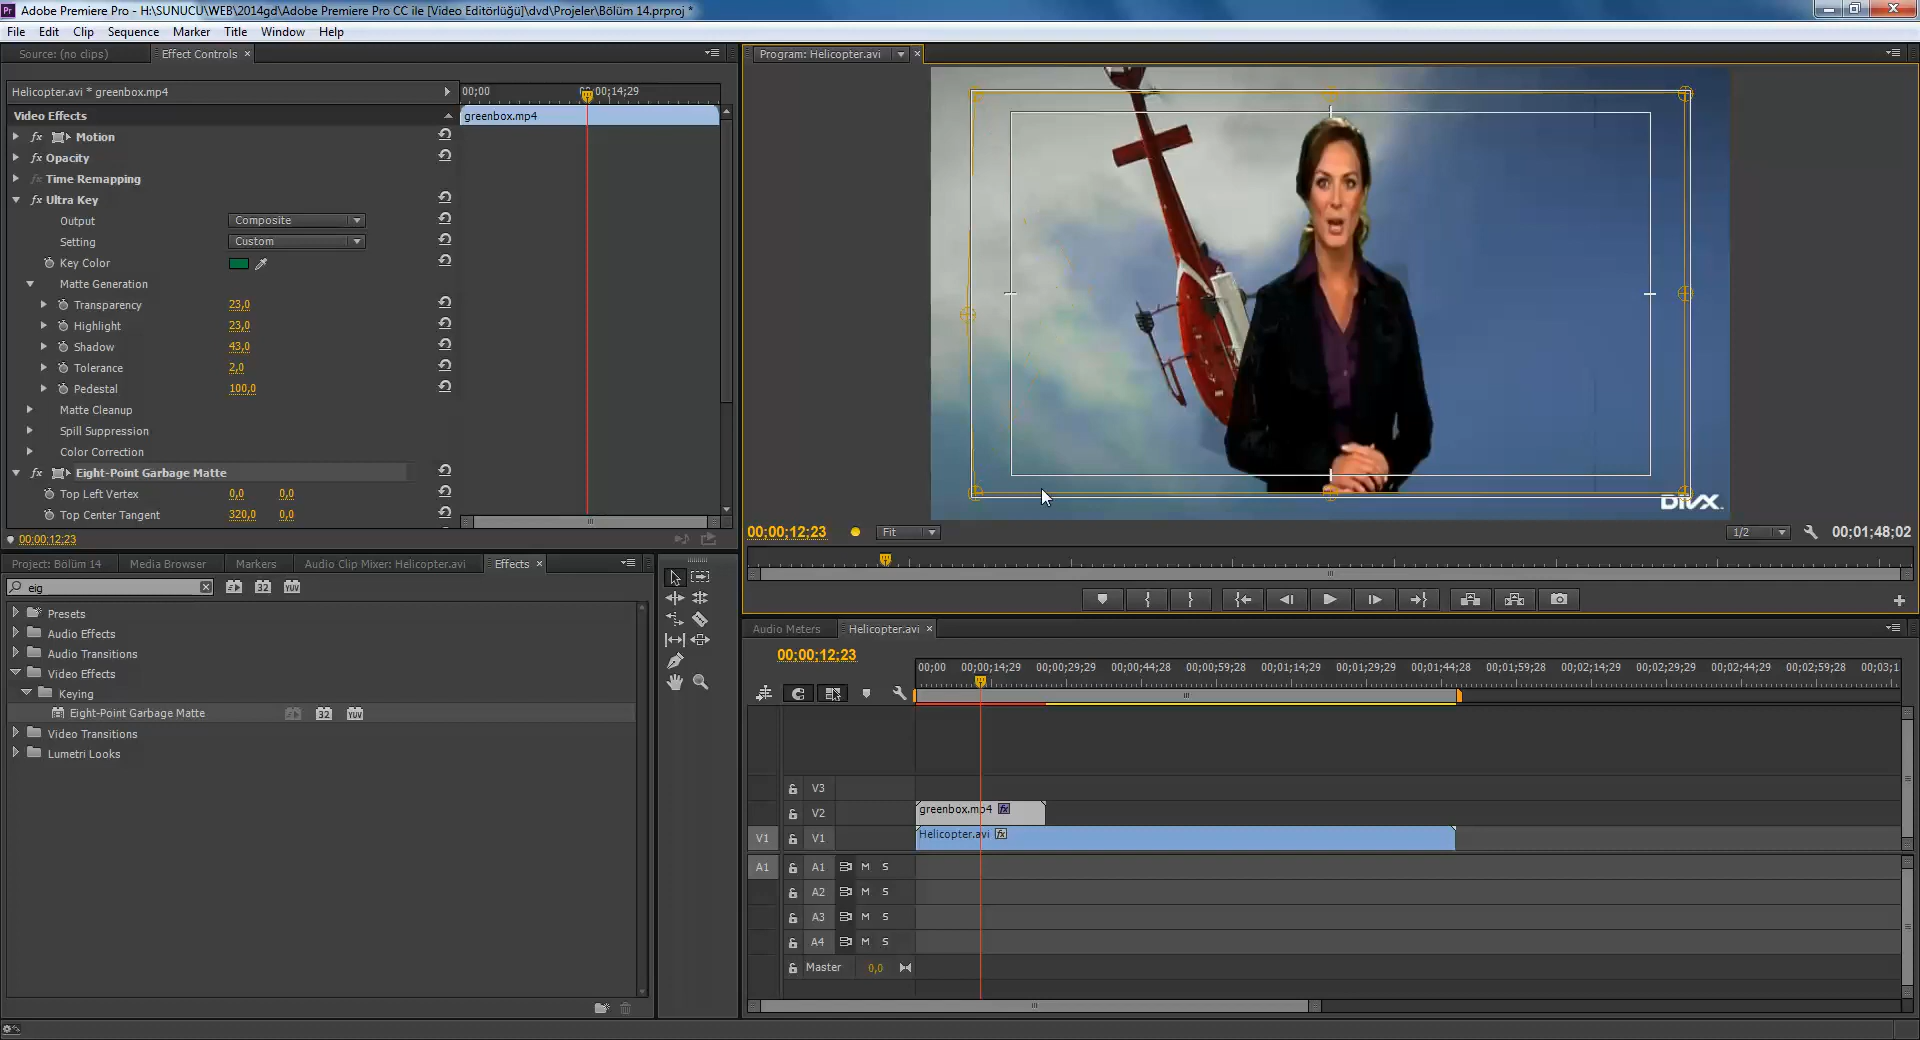 Adobe Premiere Pro - H:\SUNUCU\WEB\2014gd\Adobe Premiere Pro CC ile [Video Editörlüğü]\dvd\Projeler\Bölüm 14.prproj *
File Edit Clip Sequence Marker Title Window Help
Source: (no clips) Effect Controls
Helicopter.avi * greenbox.mp4
00;00 00;00;14;29
Video Effects
greenbox.mp4
fx Motion
fx Opacity
fx Time Remapping
fx Ultra Key
Output Composite
Setting Custom
Key Color
Matte Generation
Transparency 23,0
Highlight 23,0
Shadow 43,0
Tolerance 2,0
Pedestal 100,0
Matte Cleanup
Spill Suppression
Color Correction
fx Eight-Point Garbage Matte
Top Left Vertex 0,0 0,0
Top Center Tangent 320,0 0,0
00;00;12;23
Program: Helicopter.avi
DIVX.
00;00;12;23 Fit 1/2 00;01;48;02
Project: Bölüm 14 Media Browser Markers Audio Clip Mixer: Helicopter.avi Effects
eig 32 YUV
Presets
Audio Effects
Audio Transitions
Video Effects
Keying
Eight-Point Garbage Matte 32 YUV
Video Transitions
Lumetri Looks
Audio Meters Helicopter.avi
00;00;12;23
00;00 00;00;14;29 00;00;29;29 00;00;44;28 00;00;59;28 00;01;14;29 00;01;29;29 00;01;44;28 00;01;59;28 00;02;14;29 00;02;29;29 00;02;44;29 00;02;59;28 00;03;1
V3
V2 greenbox.mp4 fx
V1 V1 Helicopter.avi fx
A1 A1 M S
A2 M S
A3 M S
A4 M S
Master 0,0